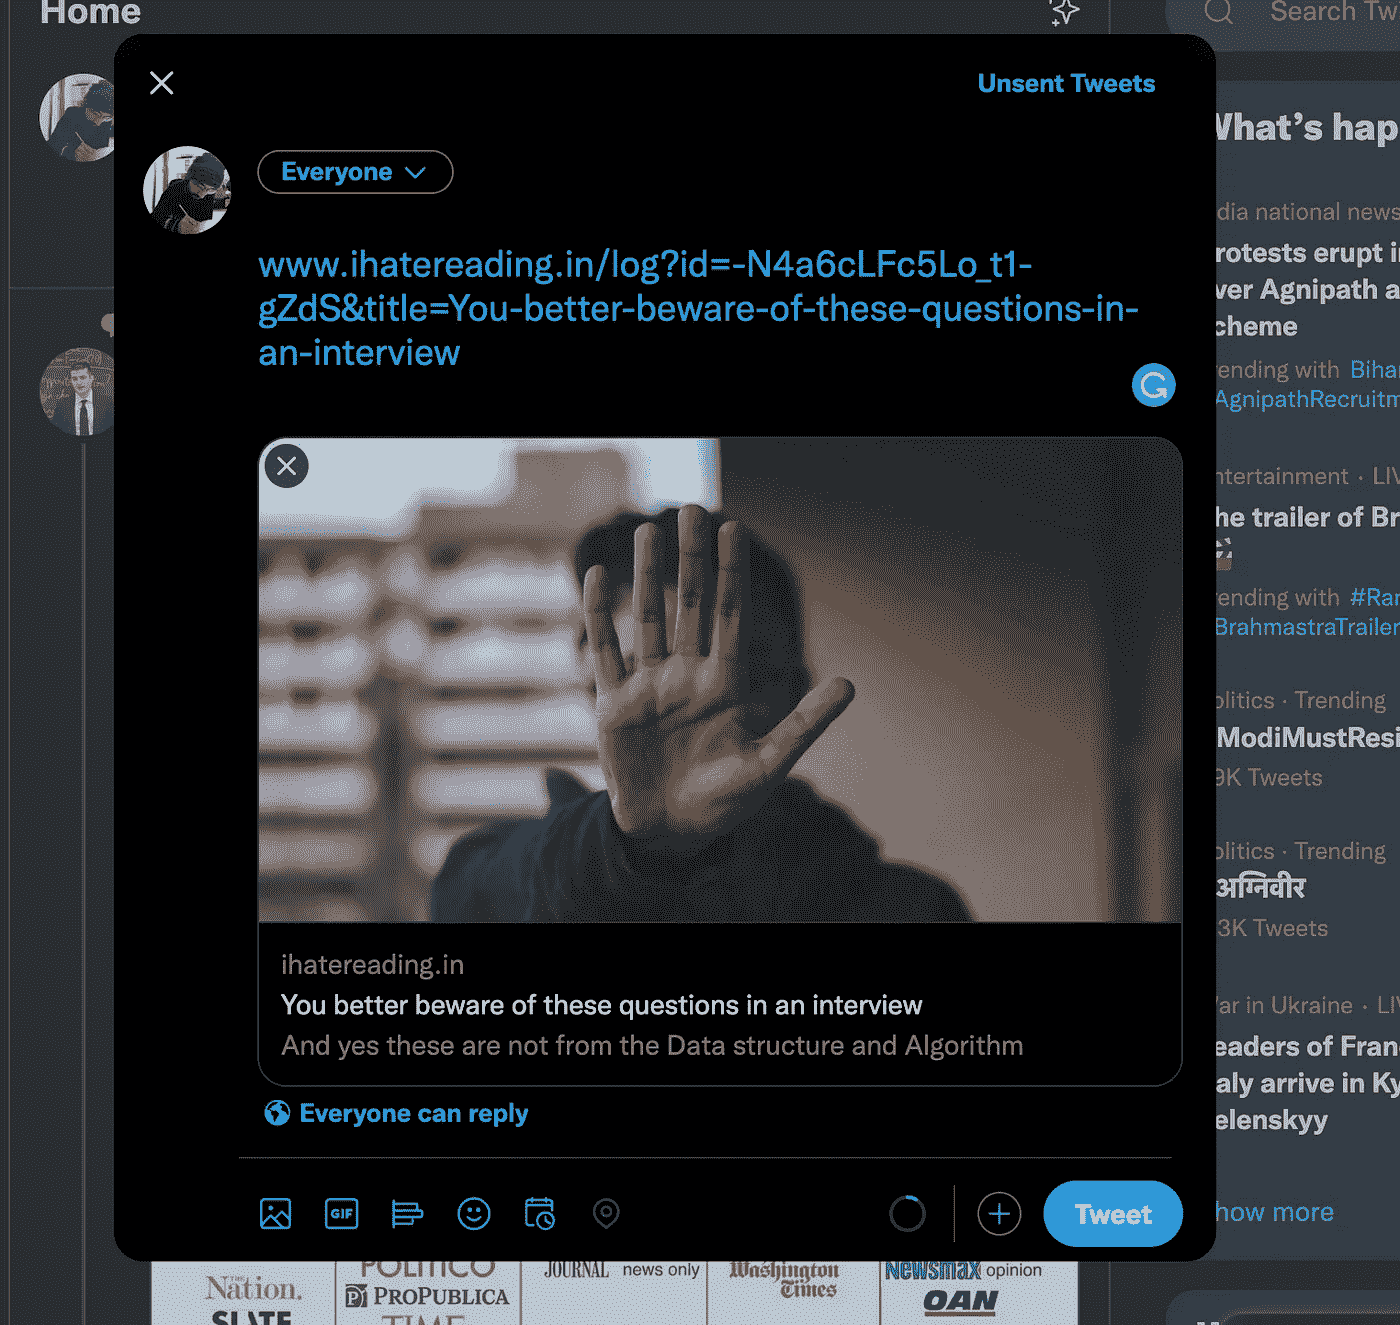 Home
Search Tw
Unsent Tweets
Everyone
www.ihatereading.in/log?id=-N4a6cLFc5Lo_t1-
gZdS&title=You-better-beware-of-these-questions-in-
an-interview
GIF
ihatereading.in
You better beware of these questions in an interview
And yes these are not from the Data structure and Algorithm
Everyone can reply
Tweet
What's hap
dia national news
rotests erupt i
ver Agnipath a
cheme
ending with Biha
AgnipathRecruitm
ntertainment · LIV
he trailer of Br
ending with #Ran
BrahmastraTrailer
olitics · Trending
ModiMustResi
9K Tweets
olitics · Trending
अग्निवीर
3K Tweets
ar in Ukraine · LI
eaders of Fran
aly arrive in Ky
elenskyy
how more
THE Nation.
SLATE
POLITICO
PROPUBLICA
TIME
JOURNAL news only
Washington
Times
Newsmax opinion
OAN